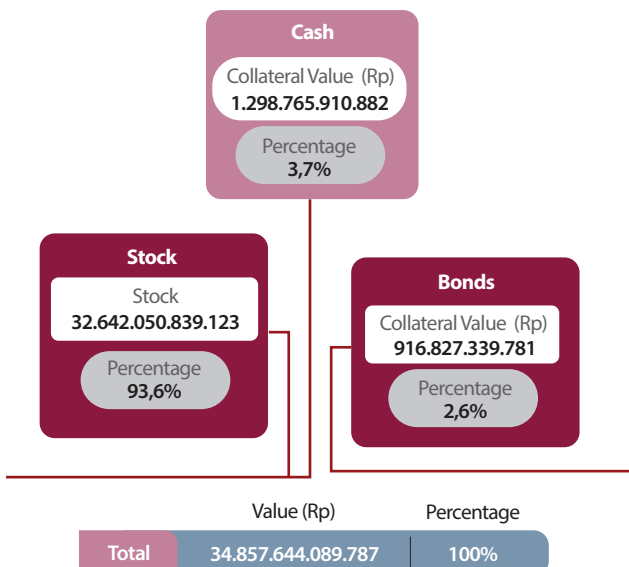 Cash
Collateral Value (Rp)
1.298.765.910.882
Percentage
3,7%
Stock
Stock
32.642.050.839.123
Percentage
93,6%
Bonds
Collateral Value (Rp)
916.827.339.781
Percentage
2,6%
Value (Rp) Percentage
Total 34.857.644.089.787 100%